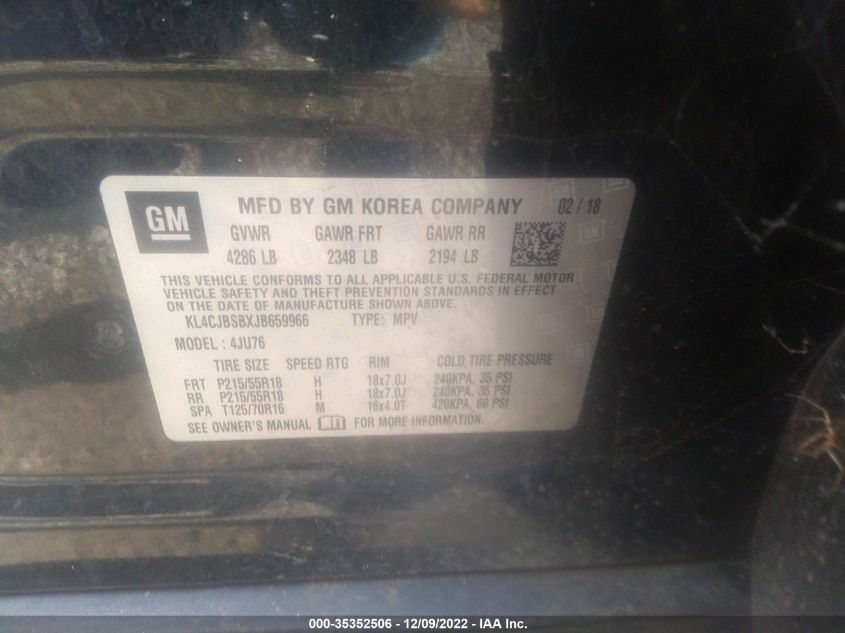 GM MFD BY GM KOREA COMPANY 02 / 18
GVWR GAWR FRT GAWR RR
4286 LB 2348 LB 2194 LB
THIS VEHICLE CONFORMS TO ALL APPLICABLE U.S. FEDERAL MOTOR
VEHICLE SAFETY AND THEFT PREVENTION STANDARDS IN EFFECT
ON THE DATE OF MANUFACTURE SHOWN ABOVE.
KL4CJBSBXJB659966 TYPE: MPV
MODEL : 4JU76
TIRE SIZE SPEED RTG RIM COLD TIRE PRESSURE
FRT P215/55R18 H 18x7.0J 240KPA, 35 PSI
RR P215/55R18 H 18x7.0J 240KPA, 35 PSI
SPA T125/70R16 M 16x4.0T 420KPA, 60 PSI
SEE OWNER'S MANUAL FOR MORE INFORMATION.
000-35352506 - 12/09/2022 - IAA Inc.